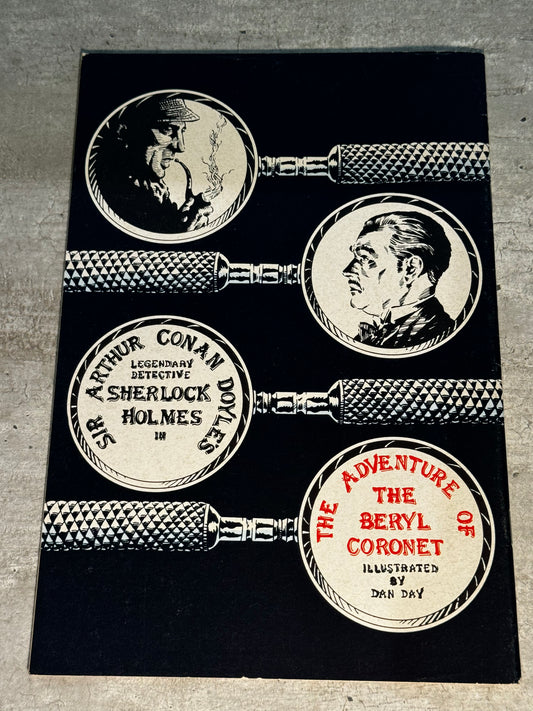 SIR ARTHUR CONAN DOYLE'S
LEGENDARY
DETECTIVE
SHERLOCK
HOLMES
IN
THE ADVENTURE OF
THE
BERYL
CORONET
ILLUSTRATED
BY
DAN DAY